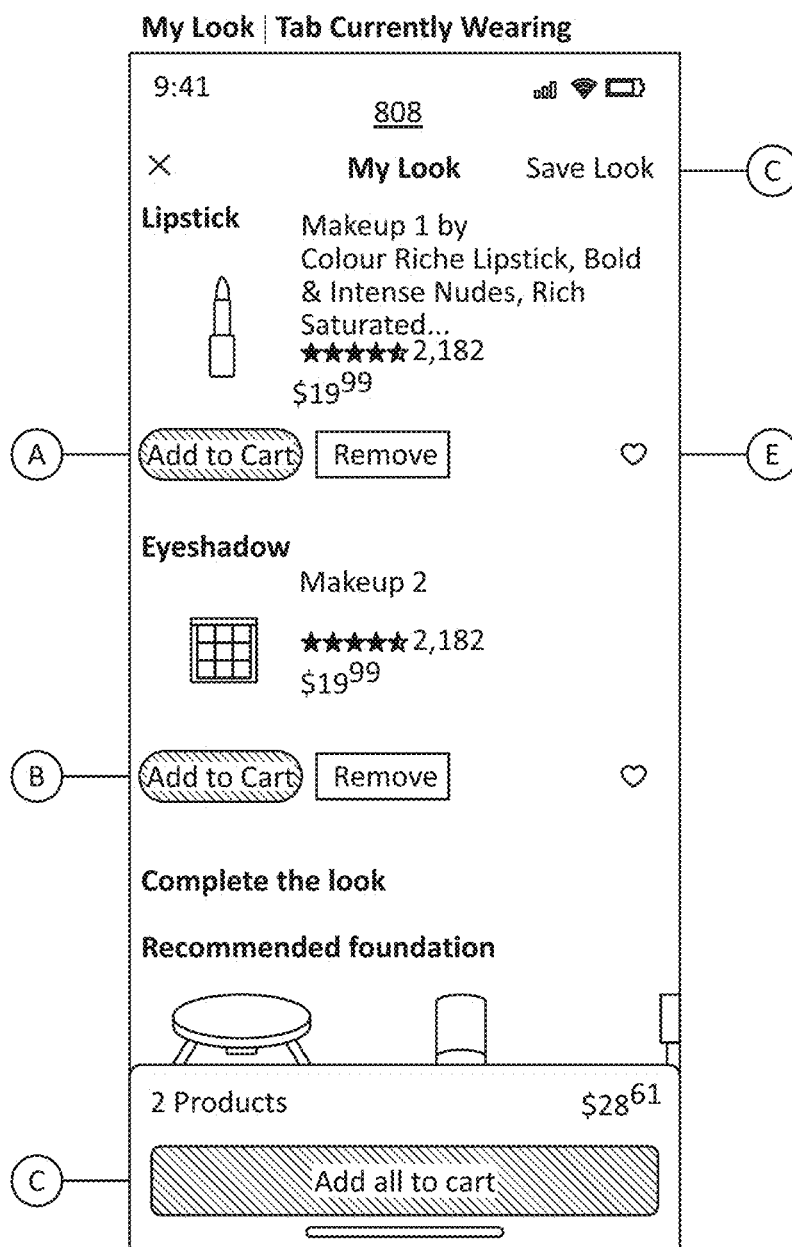 My Look | Tab Currently Wearing
9:41
808
× My Look Save Look
C
Lipstick
Makeup 1 by
Colour Riche Lipstick, Bold
& Intense Nudes, Rich
Saturated...
2,182
$19⁹⁹
A
Add to Cart Remove
E
Eyeshadow
Makeup 2
2,182
$19⁹⁹
B
Add to Cart Remove
Complete the look
Recommended foundation
2 Products $28⁶¹
C
Add all to cart